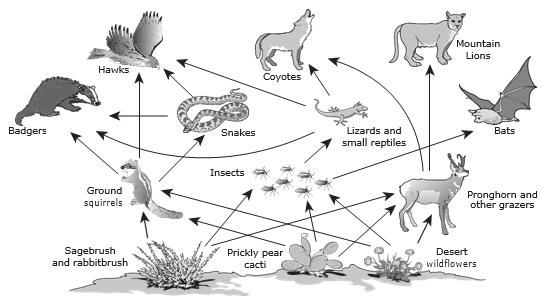 Hawks
Coyotes
Mountain
Lions
Badgers
Snakes
Lizards and
small reptiles
Bats
Ground
squirrels
Insects
Pronghorn and
other grazers
Sagebrush
and rabbitbrush
Prickly pear
cacti
Desert
wildflowers